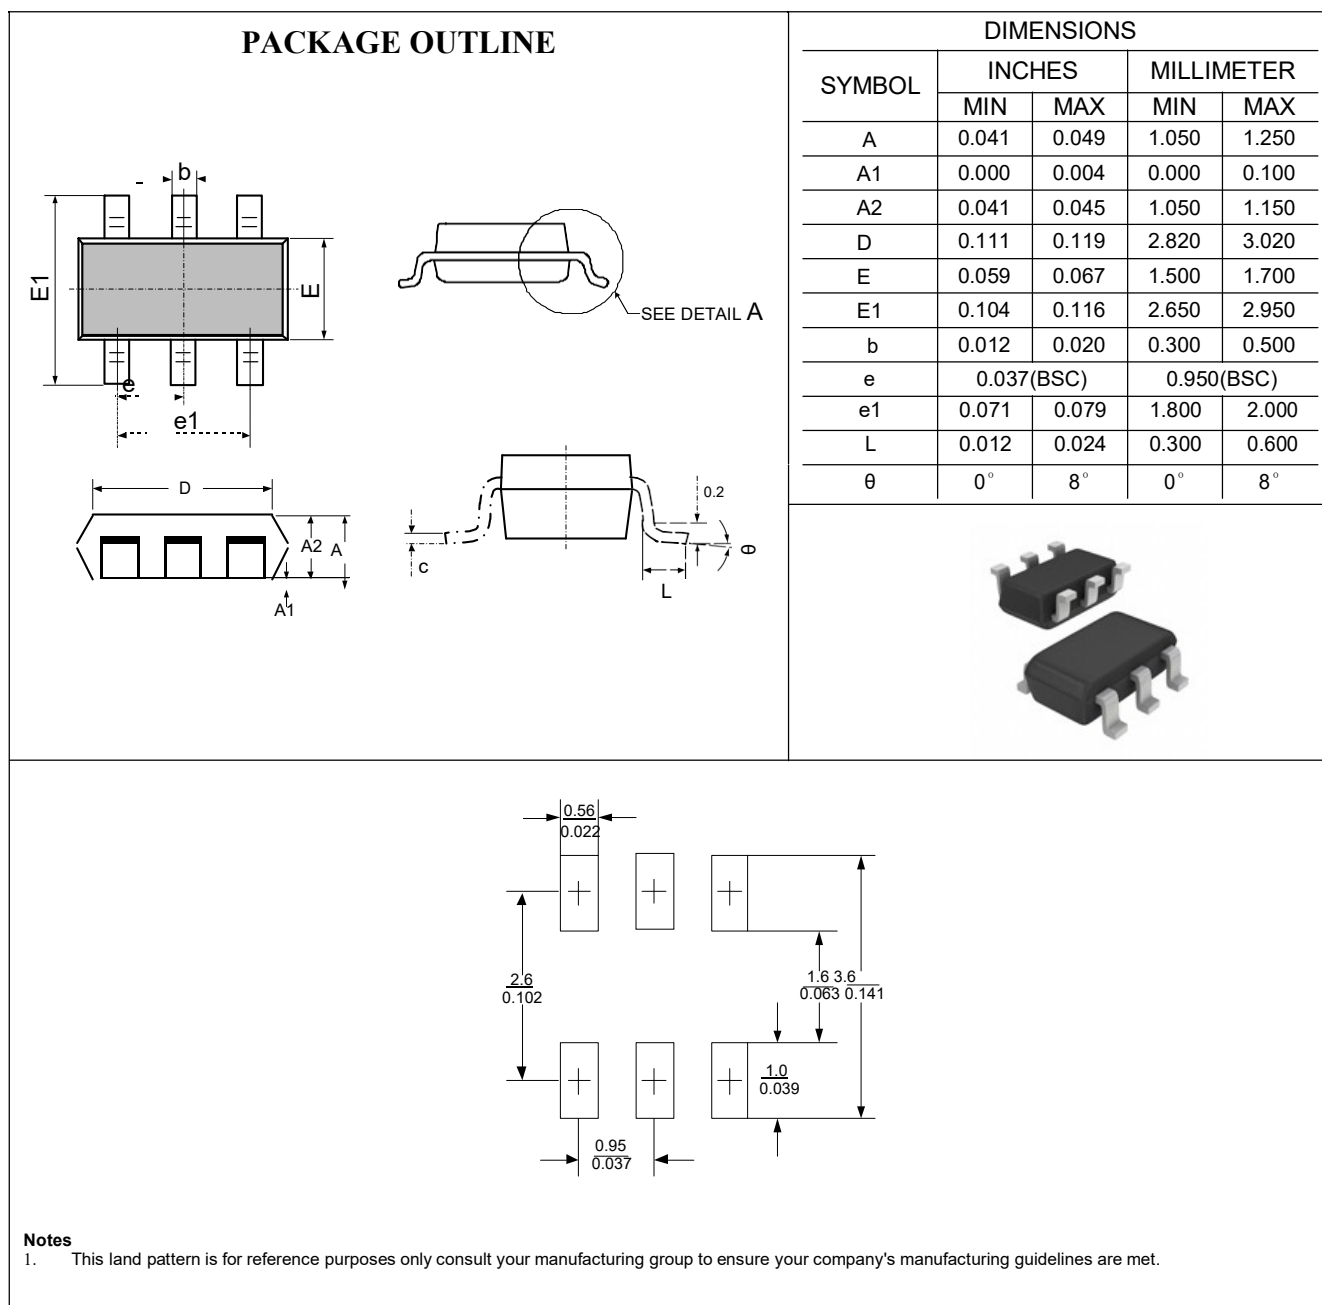 PACKAGE OUTLINE
b
E1
E
e
e1
SEE DETAIL A
D
A2 A
A1
c
0.2
θ
L
DIMENSIONS
SYMBOL INCHES MILLIMETER
MIN MAX MIN MAX
A 0.041 0.049 1.050 1.250
A1 0.000 0.004 0.000 0.100
A2 0.041 0.045 1.050 1.150
D 0.111 0.119 2.820 3.020
E 0.059 0.067 1.500 1.700
E1 0.104 0.116 2.650 2.950
b 0.012 0.020 0.300 0.500
e 0.037(BSC) 0.950(BSC)
e1 0.071 0.079 1.800 2.000
L 0.012 0.024 0.300 0.600
θ 0° 8° 0° 8°
0.56
0.022
2.6
0.102
1.6 3.6
0.063 0.141
1.0
0.039
0.95
0.037
Notes
1. This land pattern is for reference purposes only consult your manufacturing group to ensure your company's manufacturing guidelines are met.